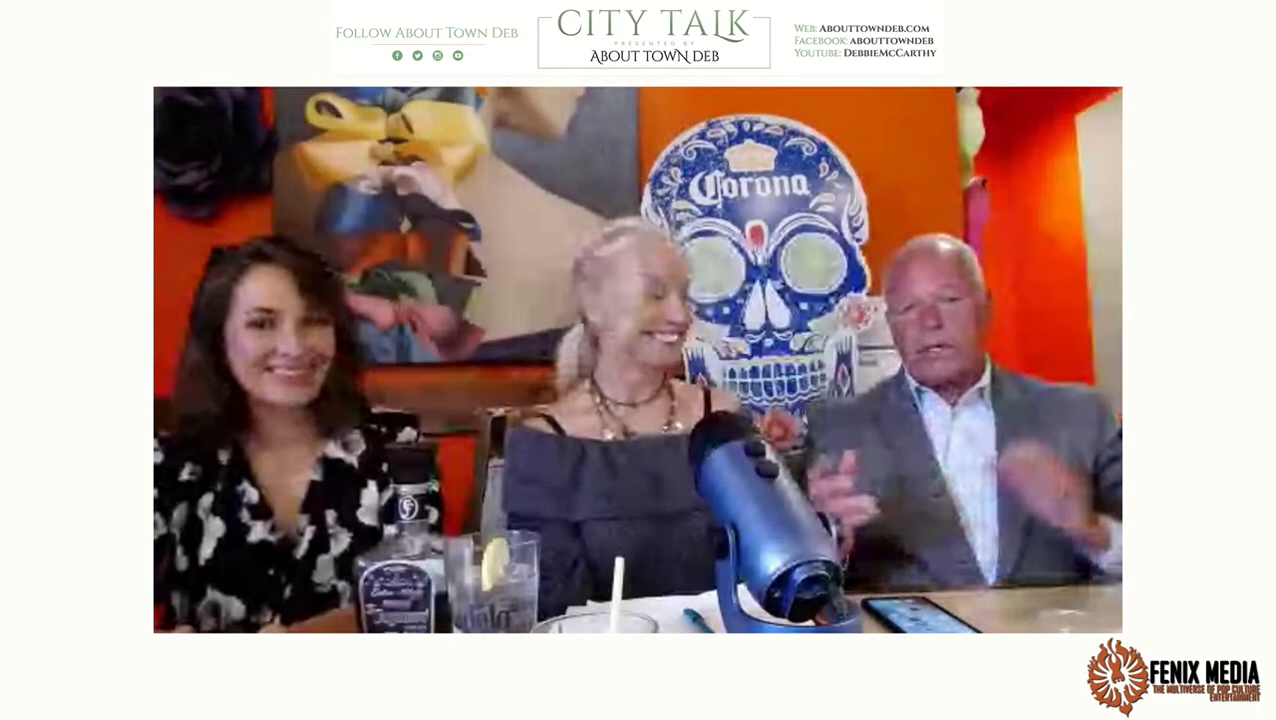 FOLLOW ABOUT TOWN DEB
CITY TALK
PRESENTED BY
ABOUT TOWN DEB
WEB: ABOUTTOWNDEB.COM
FACEBOOK: ABOUTTOWNDEB
YOUTUBE: DEBBIEMCCARTHY
Corona
FENIX MEDIA
THE MULTIVERSE OF POP CULTURE
ENTERTAINMENT